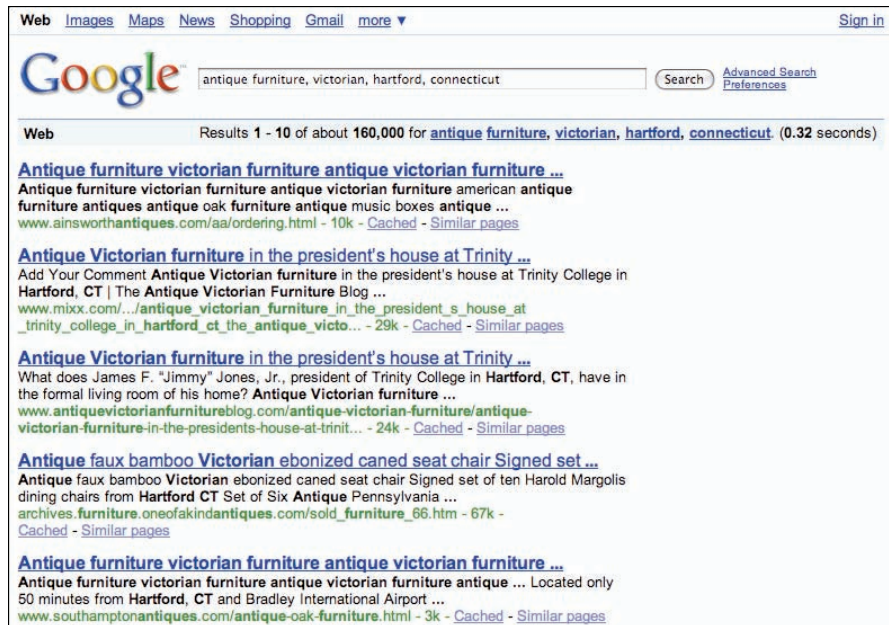 Web Images Maps News Shopping Gmail more ▼ Sign in
Google™ antique furniture, victorian, hartford, connecticut Search Advanced Search
Preferences
Web Results 1 - 10 of about 160,000 for antique furniture, victorian, hartford, connecticut. (0.32 seconds)
Antique furniture victorian furniture antique victorian furniture ...
Antique furniture victorian furniture antique victorian furniture american antique
furniture antiques antique oak furniture antique music boxes antique ...
www.ainsworthantiques.com/aa/ordering.html - 10k - Cached - Similar pages
Antique Victorian furniture in the president's house at Trinity ...
Add Your Comment Antique Victorian furniture in the president's house at Trinity College in
Hartford, CT | The Antique Victorian Furniture Blog ...
www.mixx.com/.../antique_victorian_furniture_in_the_president_s_house_at
_trinity_college_in_hartford_ct_the_antique_victo... - 29k - Cached - Similar pages
Antique Victorian furniture in the president's house at Trinity ...
What does James F. "Jimmy" Jones, Jr., president of Trinity College in Hartford, CT, have in
the formal living room of his home? Antique Victorian furniture ...
www.antiquevictorianfurnitureblog.com/antique-victorian-furniture/antique-
victorian-furniture-in-the-presidents-house-at-trinit... - 24k - Cached - Similar pages
Antique faux bamboo Victorian ebonized caned seat chair Signed set ...
Antique faux bamboo Victorian ebonized caned seat chair Signed set of ten Harold Margolis
dining chairs from Hartford CT Set of Six Antique Pennsylvania ...
archives.furniture.oneofakindantiques.com/sold_furniture_66.htm - 67k -
Cached - Similar pages
Antique furniture victorian furniture antique victorian furniture ...
Antique furniture victorian furniture antique victorian furniture antique ... Located only
50 minutes from Hartford, CT and Bradley International Airport ...
www.southamptonantiques.com/antique-oak-furniture.html - 3k - Cached - Similar pages